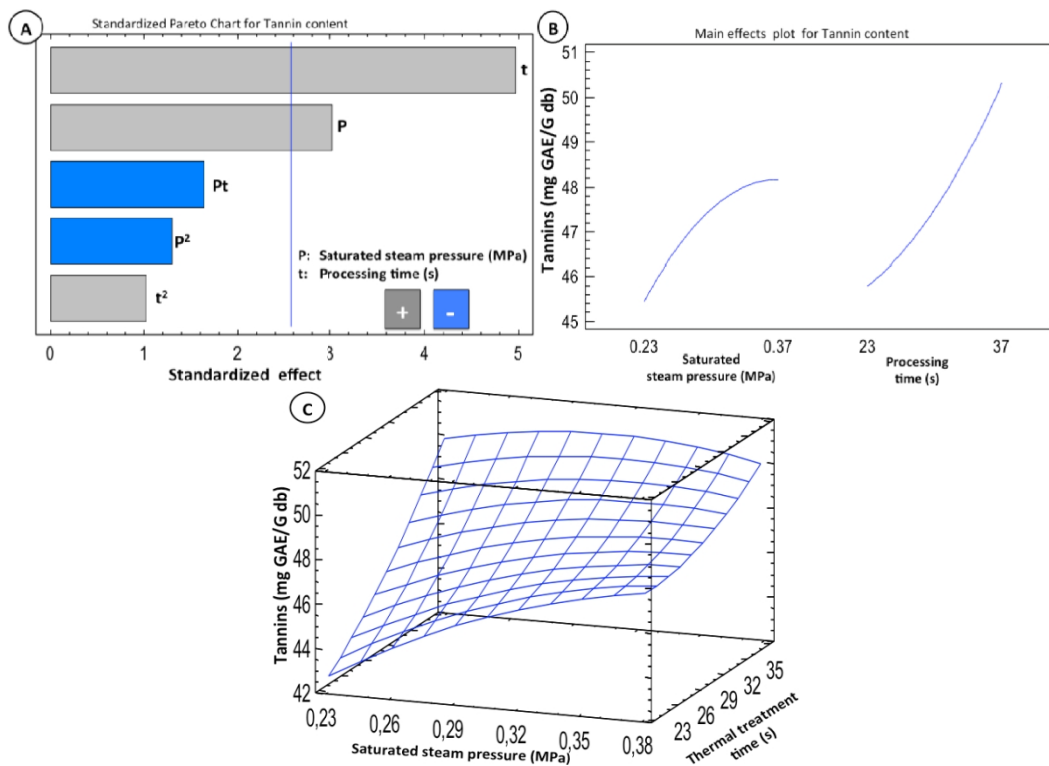 A
Standardized Pareto Chart for Tannin content
t
P
Pt
P²
t²
P: Saturated steam pressure (MPa)
t: Processing time (s)
+ -
0 1 2 3 4 5
Standardized effect
B
Main effects plot for Tannin content
Tannins (mg GAE/G db)
51
50
49
48
47
46
45
0.23 0.37 23 37
Saturated
steam pressure (MPa)
Processing
time (s)
C
Tannins (mg GAE/G db)
52
50
48
46
44
42
0,23 0,26 0,29 0,32 0,35 0,38
Saturated steam pressure (MPa)
23 26 29 32 35
Thermal treatment
time (s)